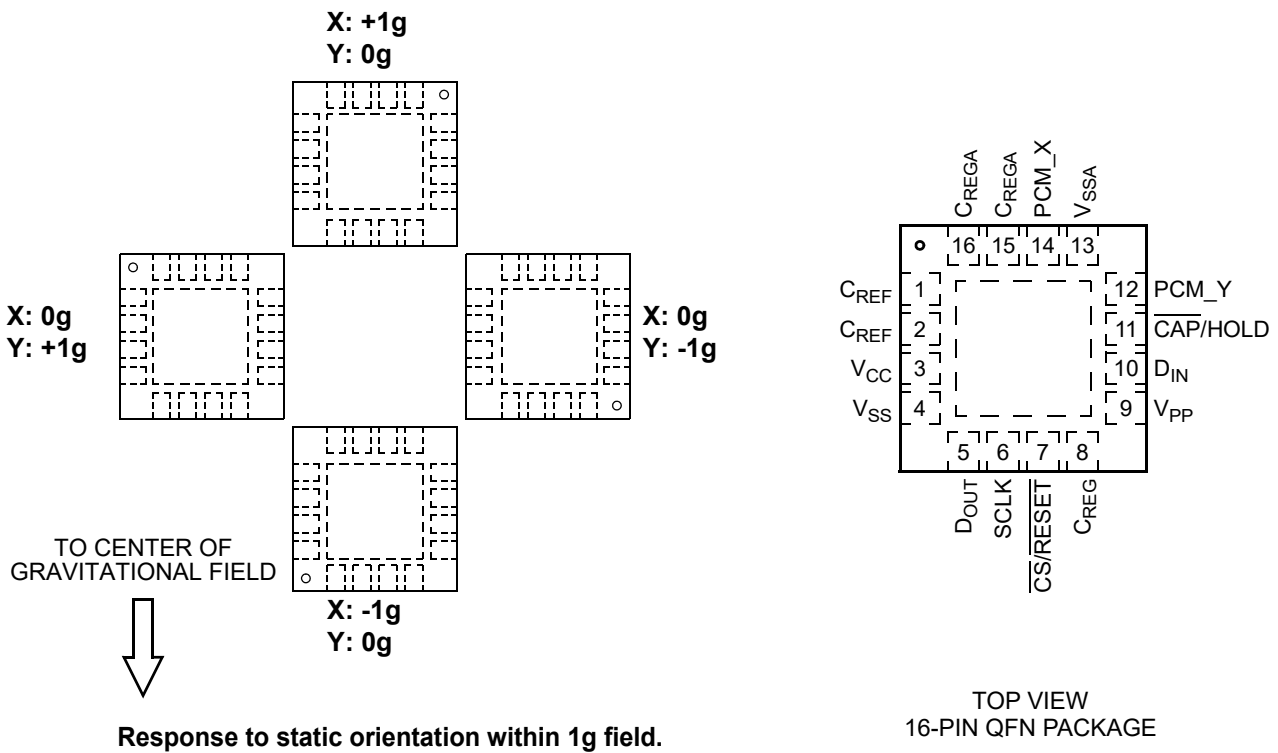 X: +1g
Y: 0g
X: 0g
Y: +1g
X: 0g
Y: -1g
X: -1g
Y: 0g
TO CENTER OF
GRAVITATIONAL FIELD
Response to static orientation within 1g field.
CREGA
CREGA
PCM_X
VSSA
16 15 14 13
CREF 1
CREF 2
VCC 3
VSS 4
12 PCM_Y
11 CAP/HOLD
10 DIN
9 VPP
5 6 7 8
DOUT
SCLK
CS/RESET
CREG
TOP VIEW
16-PIN QFN PACKAGE